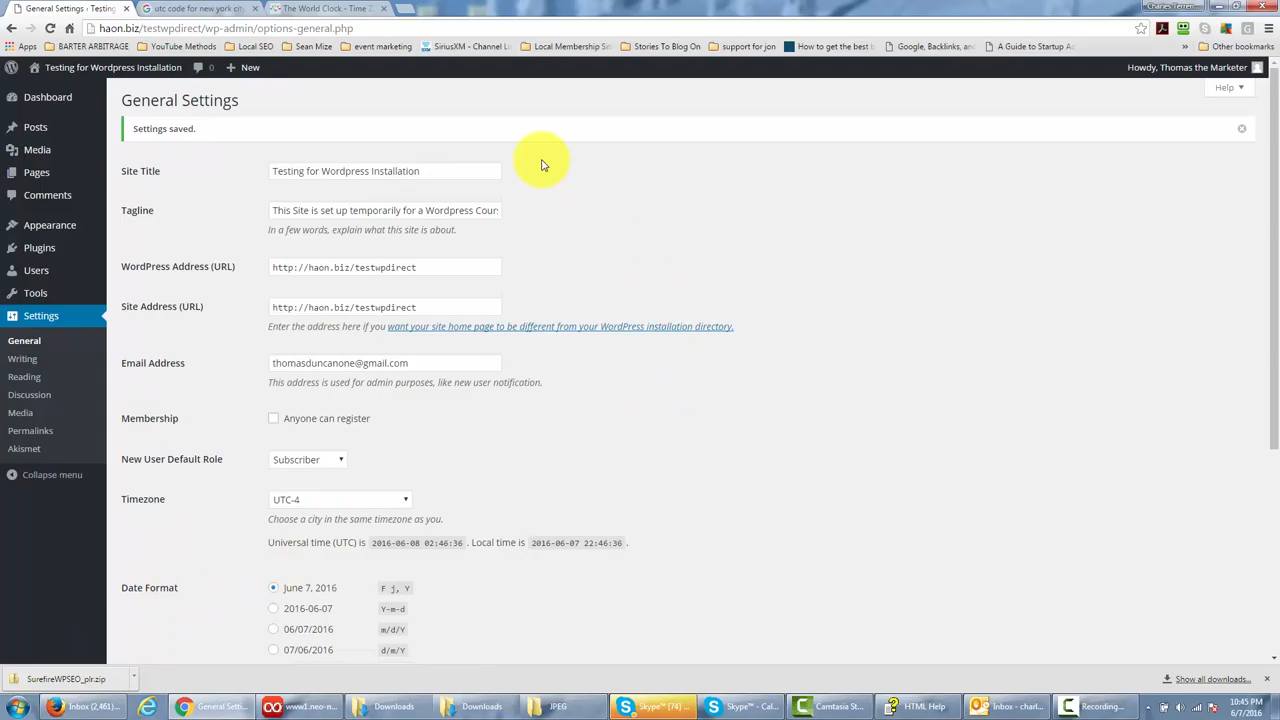 General Settings ‹ Testing
utc code for new york city
The World Clock - Time Z
Charles Terren
haon.biz/testwpdirect/wp-admin/options-general.php
Apps
BARTER ARBITRAGE
YouTube Methods
Local SEO
Sean Mize
event marketing
SiriusXM - Channel Li
Local Membership Sit
Stories To Blog On
support for jon
How to get the best
Google, Backlinks, and
A Guide to Startup Ac
»
Other bookmarks
Testing for Wordpress Installation
0
New
Howdy, Thomas the Marketer
Dashboard
Posts
Media
Pages
Comments
Appearance
Plugins
Users
Tools
Settings
General
Writing
Reading
Discussion
Media
Permalinks
Akismet
Collapse menu
Help
General Settings
Settings saved.
Site Title
Testing for Wordpress Installation
Tagline
This Site is set up temporarily for a Wordpress Cours
In a few words, explain what this site is about.
WordPress Address (URL)
http://haon.biz/testwpdirect
Site Address (URL)
http://haon.biz/testwpdirect
Enter the address here if you want your site home page to be different from your WordPress installation directory.
Email Address
thomasduncanone@gmail.com
This address is used for admin purposes, like new user notification.
Membership
Anyone can register
New User Default Role
Subscriber
Timezone
UTC-4
Choose a city in the same timezone as you.
Universal time (UTC) is 2016-06-08 02:46:36 . Local time is 2016-06-07 22:46:36 .
Date Format
June 7, 2016
F j, Y
2016-06-07
Y-m-d
06/07/2016
m/d/Y
07/06/2016
d/m/Y
SurefireWPSEO_plr.zip
Show all downloads...
Inbox (2,461)...
General Setti...
www1.neo-n...
Downloads
Downloads
JPEG
Skype™ [74] ...
Skype™ - Cal...
Camtasia Stu...
HTML Help
Inbox - charl...
Recording...
10:45 PM
6/7/2016